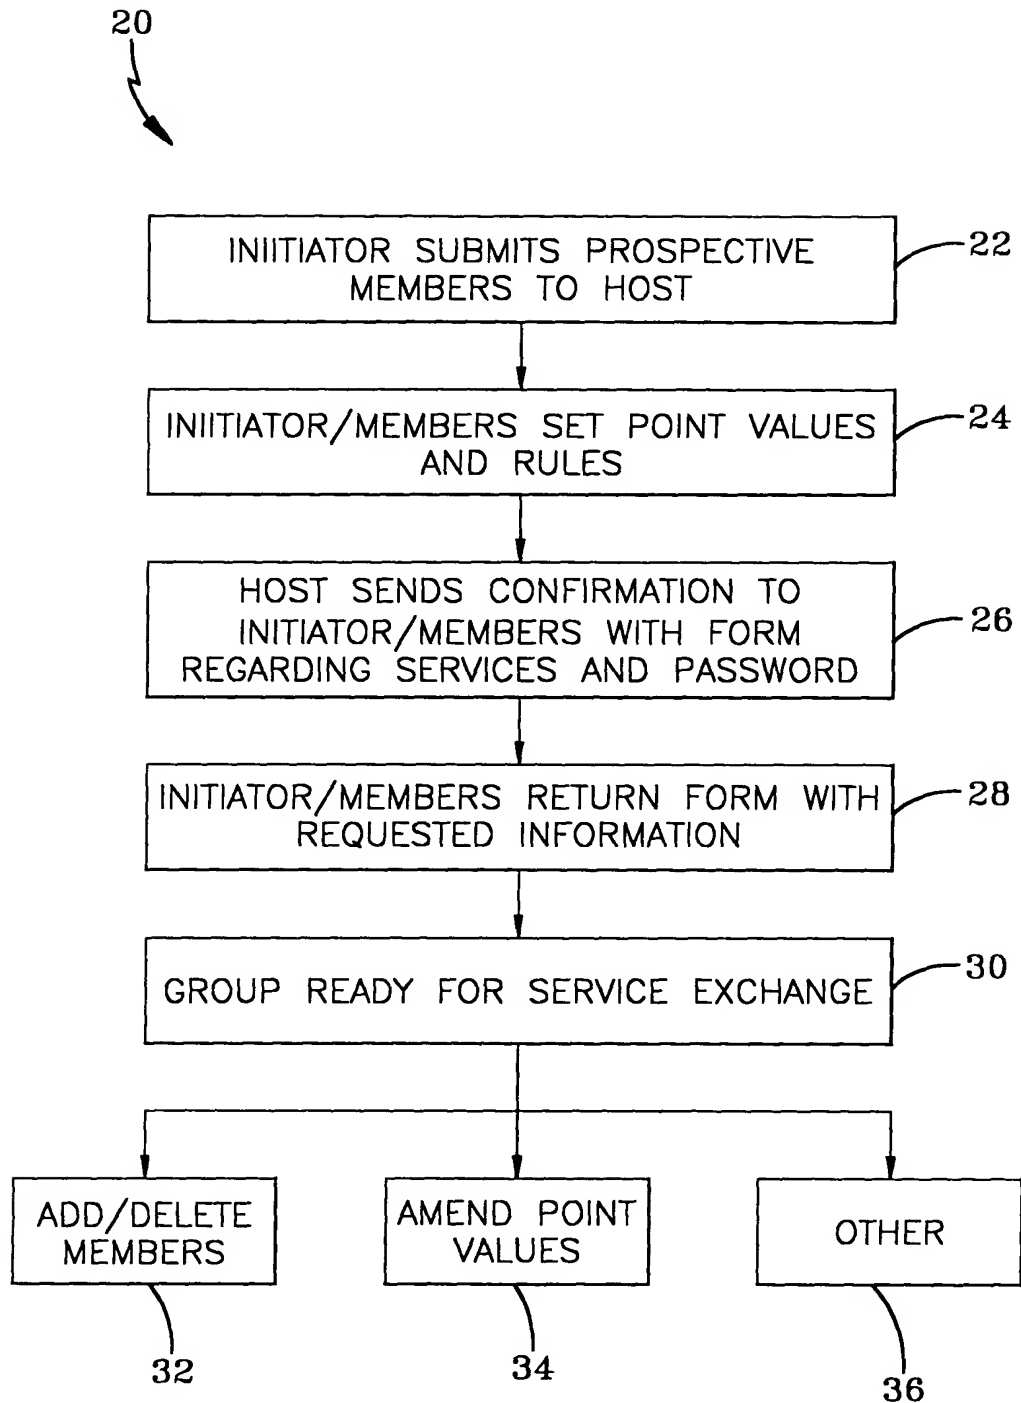 20
INIITIATOR SUBMITS PROSPECTIVE
MEMBERS TO HOST
22
INIITIATOR/MEMBERS SET POINT VALUES
AND RULES
24
HOST SENDS CONFIRMATION TO
INITIATOR/MEMBERS WITH FORM
REGARDING SERVICES AND PASSWORD
26
INITIATOR/MEMBERS RETURN FORM WITH
REQUESTED INFORMATION
28
GROUP READY FOR SERVICE EXCHANGE
30
ADD/DELETE
MEMBERS
AMEND POINT
VALUES
OTHER
32
34
36